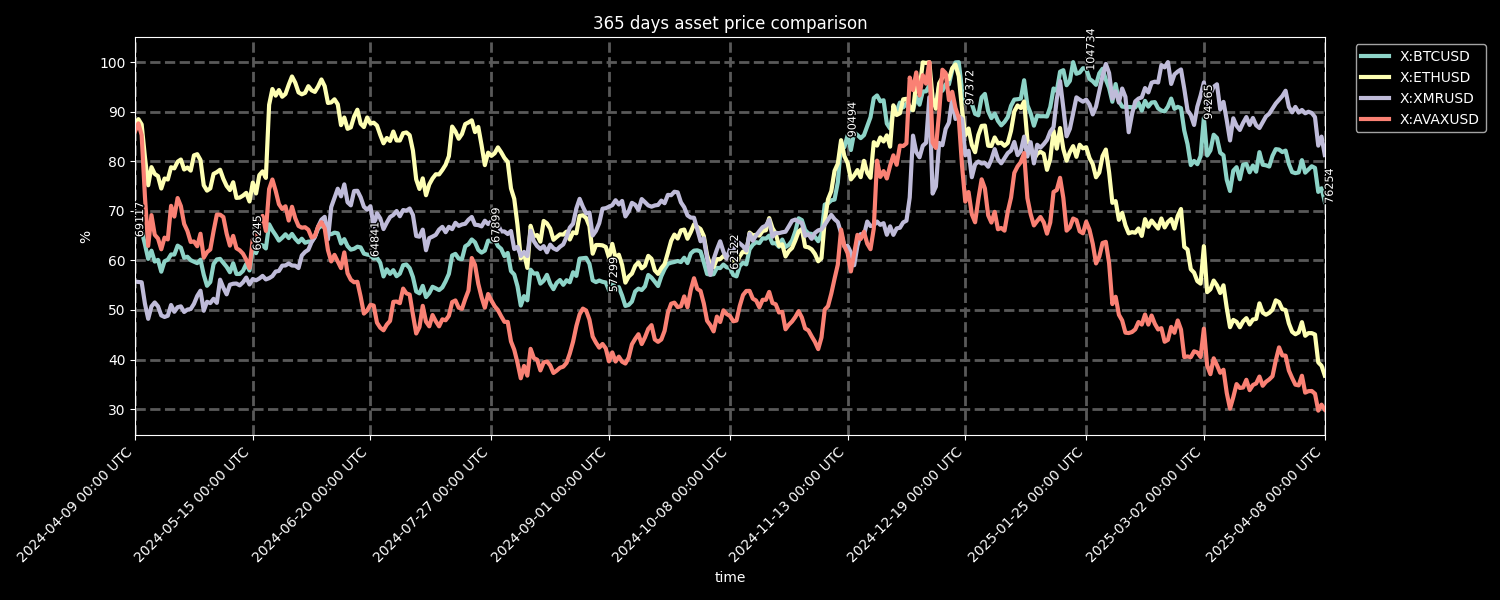 365 days asset price comparison
X:BTCUSD
X:ETHUSD
X:XMRUSD
X:AVAXUSD
%
100
90
80
70
60
50
40
30
69117
66245
67899
57299
62122
90494
97372
104734
94265
76254
2024-04-09 00:00 UTC
2024-05-15 00:00 UTC
2024-06-20 00:00 UTC
2024-07-27 00:00 UTC
2024-09-01 00:00 UTC
2024-10-08 00:00 UTC
2024-11-13 00:00 UTC
2024-12-19 00:00 UTC
2025-01-25 00:00 UTC
2025-03-02 00:00 UTC
2025-04-08 00:00 UTC
time